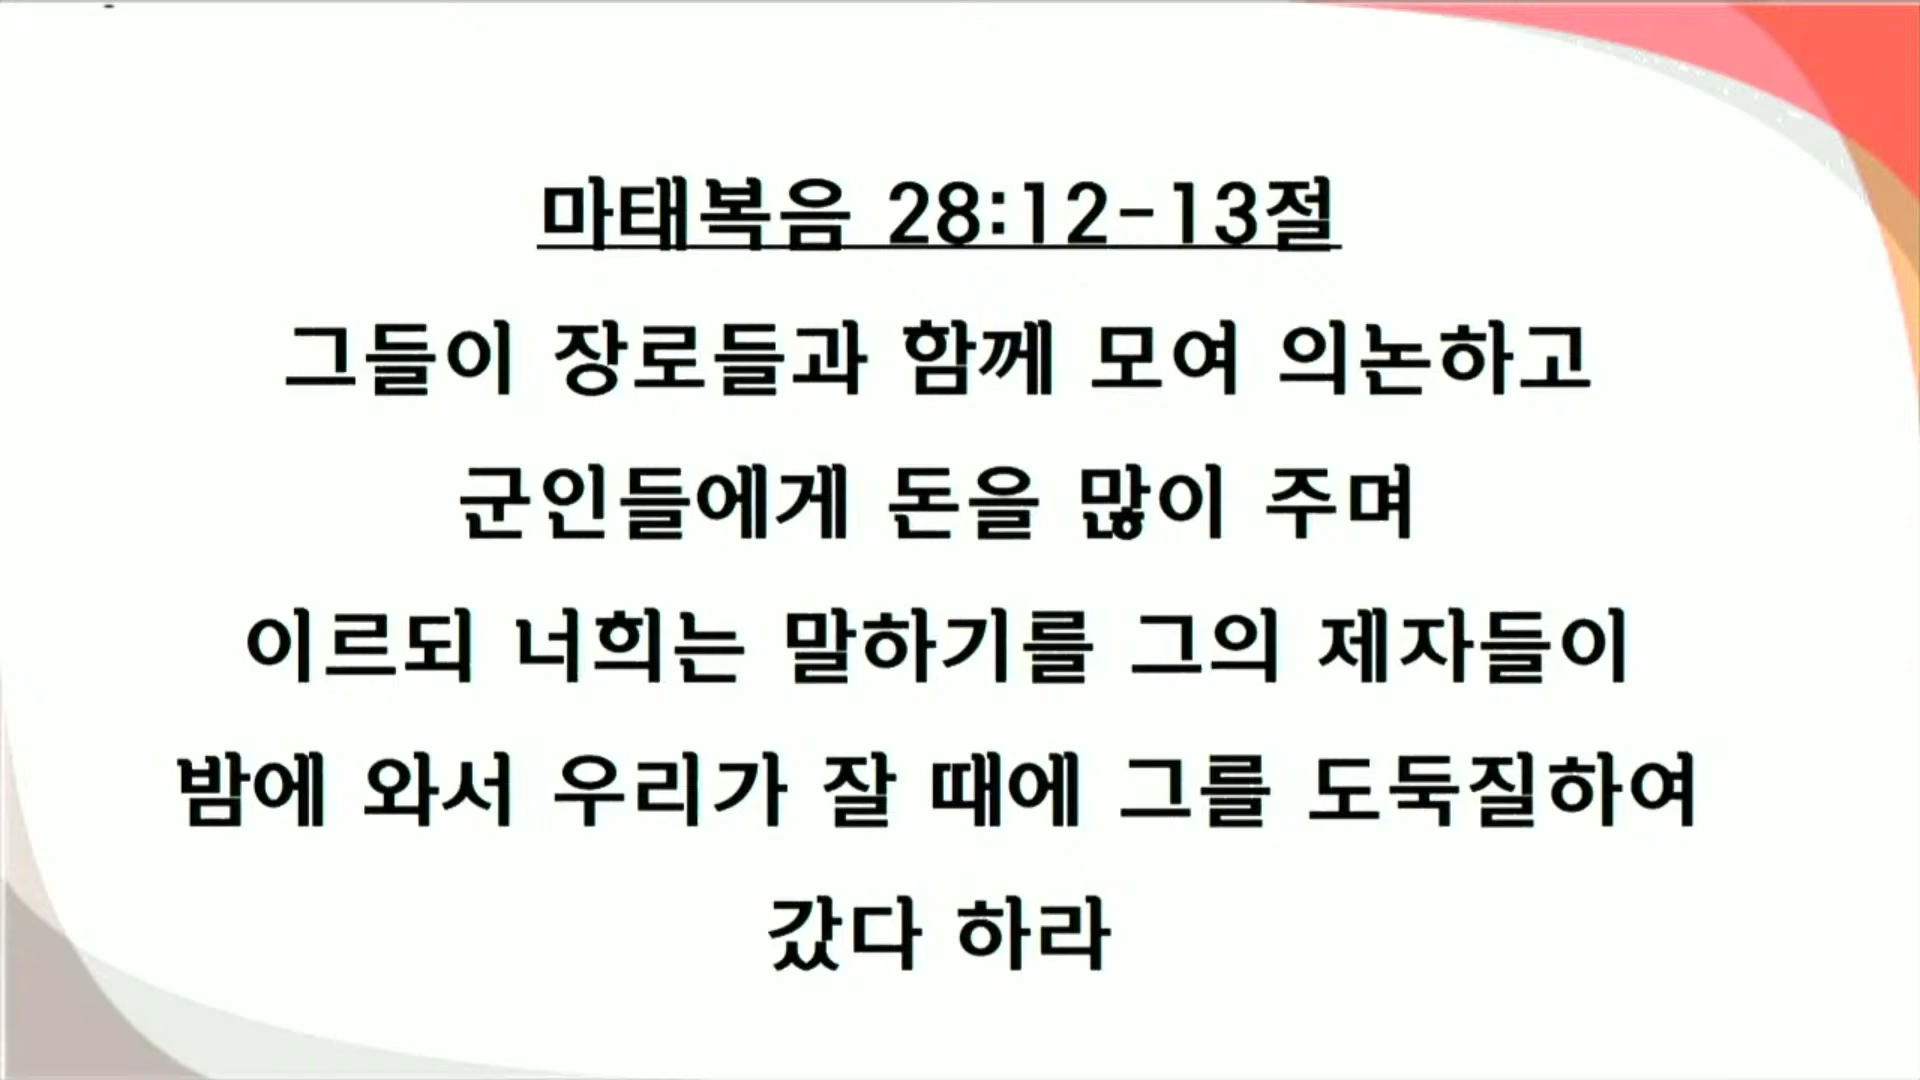 마태복음 28:12-13절
그들이 장로들과 함께 모여 의논하고
군인들에게 돈을 많이 주며
이르되 너희는 말하기를 그의 제자들이
밤에 와서 우리가 잘 때에 그를 도둑질하여
갔다 하라